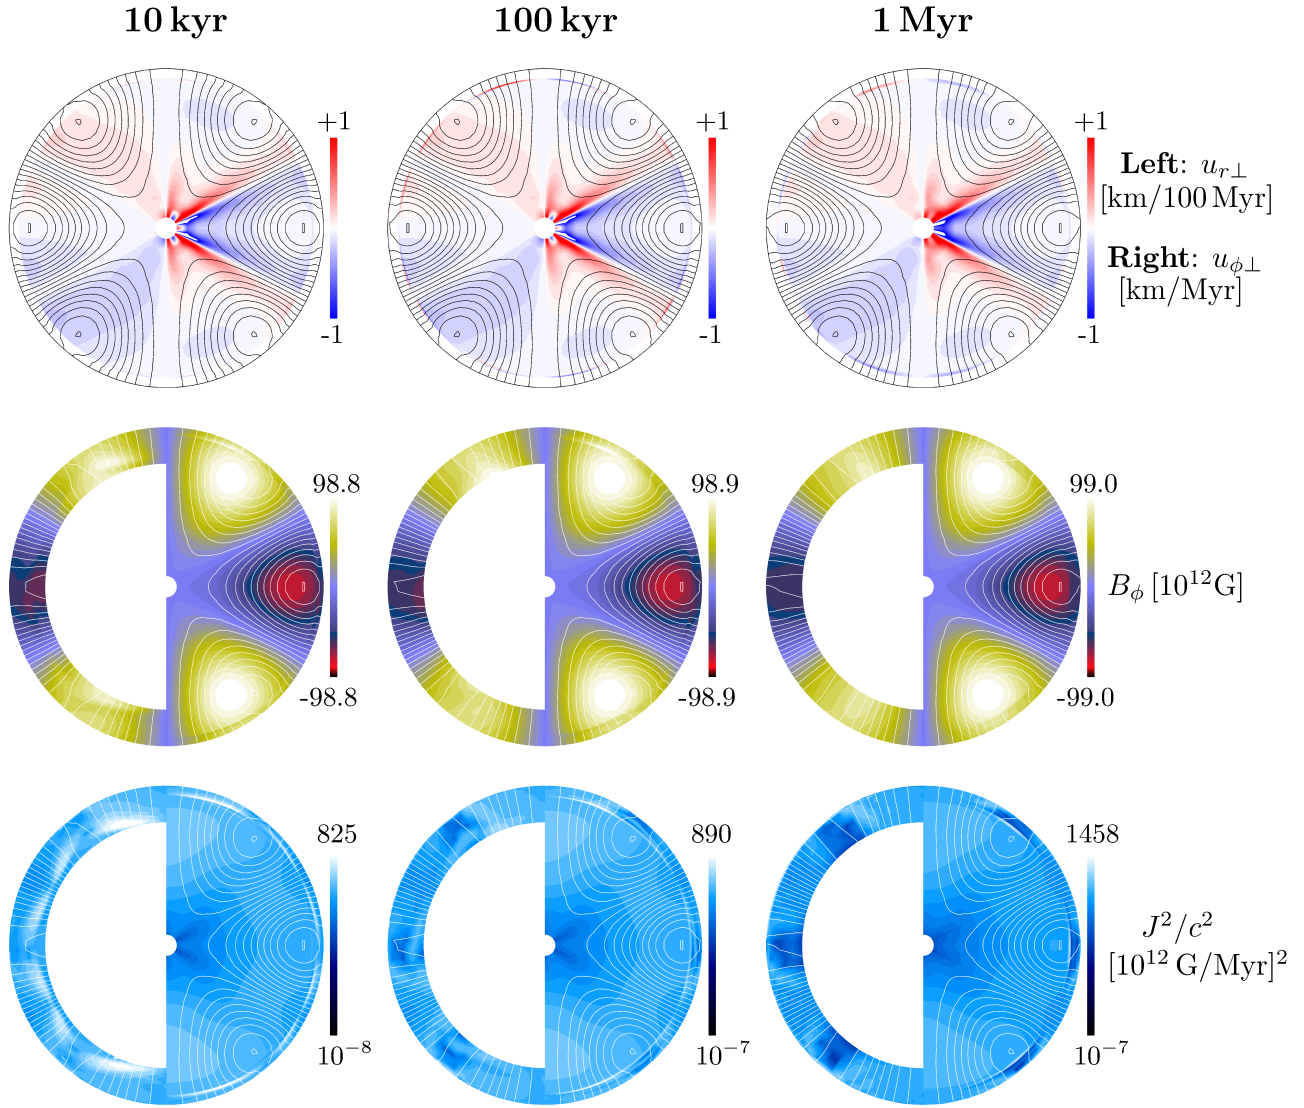 10 kyr 100 kyr 1 Myr
+1 +1 +1
Left: u_{r⊥}
[km/100 Myr]
Right: u_{ϕ⊥}
[km/Myr]
-1 -1 -1
98.8 98.9 99.0
B_ϕ [10^{12}G]
-98.8 -98.9 -99.0
825 890 1458
J^2/c^2
[10^{12} G/Myr]^2
10^{-8} 10^{-7} 10^{-7}